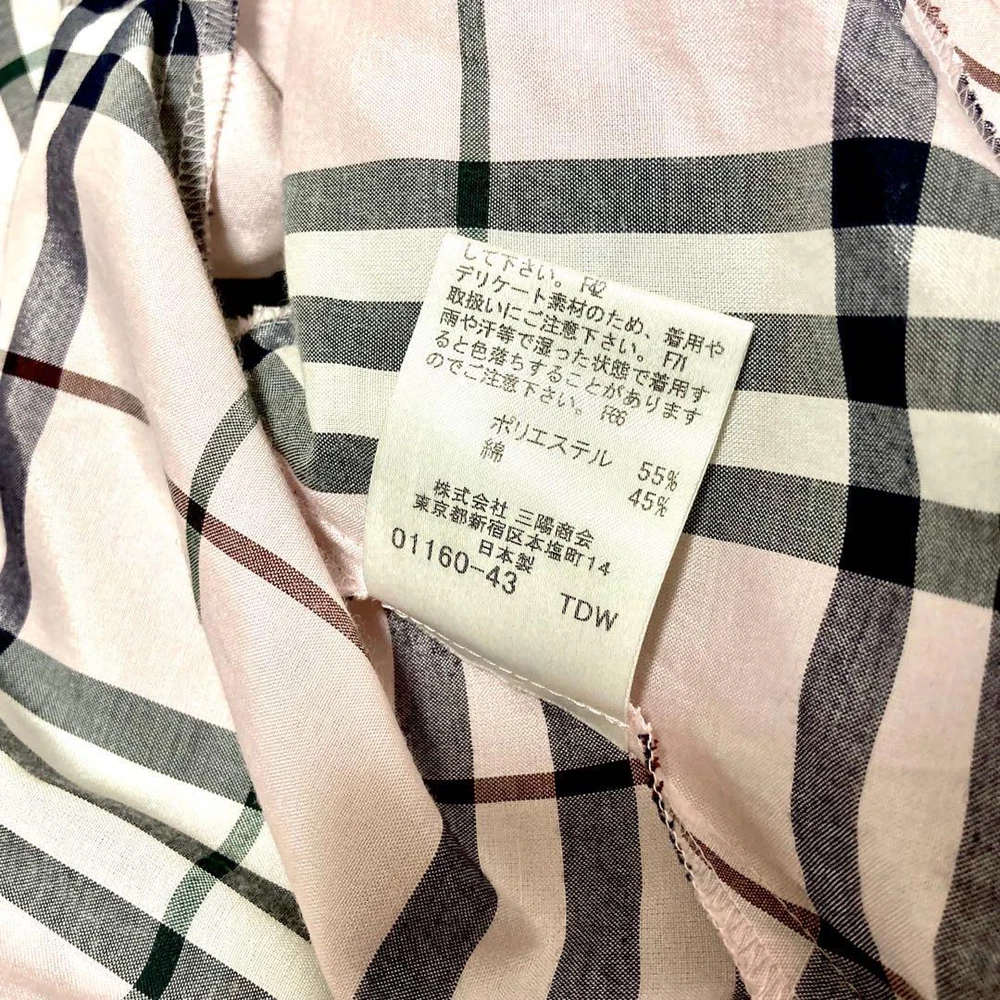 して下さい。 F42
デリケート素材のため、着用や
取扱いにご注意下さい。 F71
雨や汗等で湿った状態で着用す
ると色落ちすることがあります
のでご注意下さい。 F66
ポリエステル 55%
綿 45%
株式会社 三陽商会
東京都新宿区本塩町14
日本製
01160-43 TDW